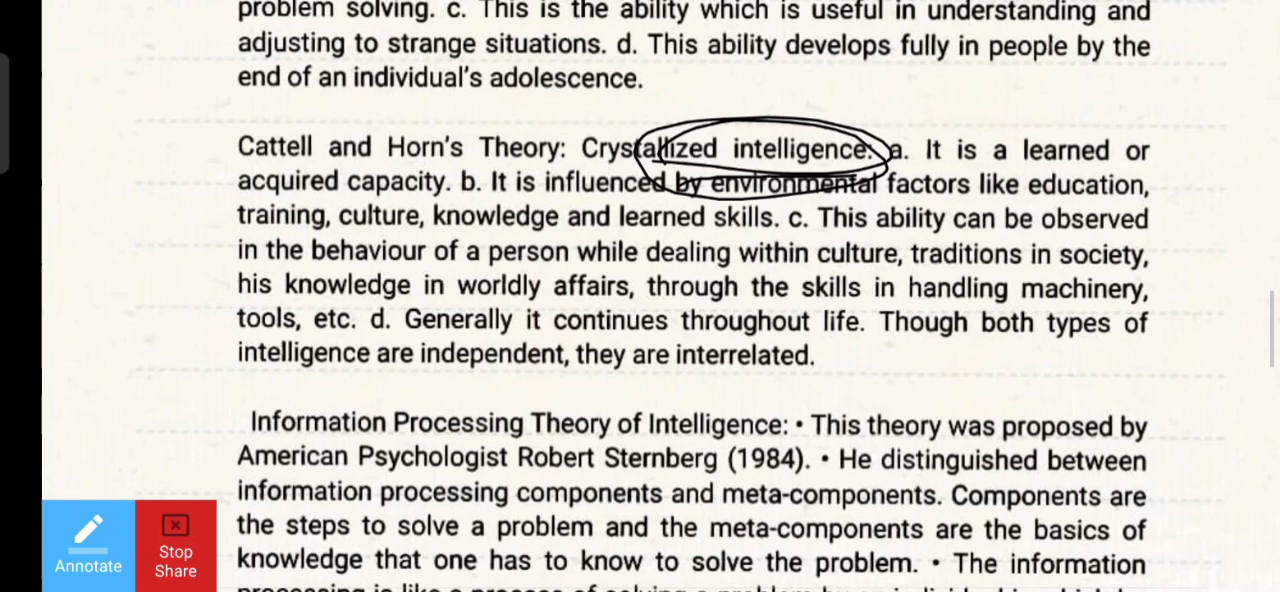 problem solving. c. This is the ability which is useful in understanding and
adjusting to strange situations. d. This ability develops fully in people by the
end of an individual's adolescence.
Cattell and Horn's Theory: Crystallized intelligence: a. It is a learned or
acquired capacity. b. It is influenced by environmental factors like education,
training, culture, knowledge and learned skills. c. This ability can be observed
in the behaviour of a person while dealing within culture, traditions in society,
his knowledge in worldly affairs, through the skills in handling machinery,
tools, etc. d. Generally it continues throughout life. Though both types of
intelligence are independent, they are interrelated.
Information Processing Theory of Intelligence: • This theory was proposed by
American Psychologist Robert Sternberg (1984). • He distinguished between
information processing components and meta-components. Components are
the steps to solve a problem and the meta-components are the basics of
knowledge that one has to know to solve the problem. • The information
Annotate
Stop
Share